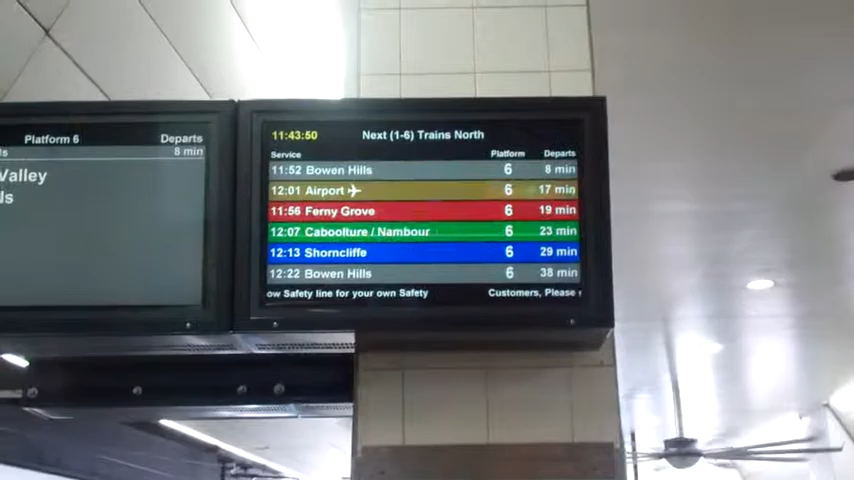 Platform 6 Departs
8 min
Valley
11:43:50 Next (1-6) Trains North
Service Platform Departs
11:52 Bowen Hills 6 8 min
12:01 Airport 6 17 min
11:56 Ferny Grove 6 19 min
12:07 Caboolture / Nambour 6 23 min
12:13 Shorncliffe 6 29 min
12:22 Bowen Hills 6 38 min
ow Safety line for your own Safety Customers, Please